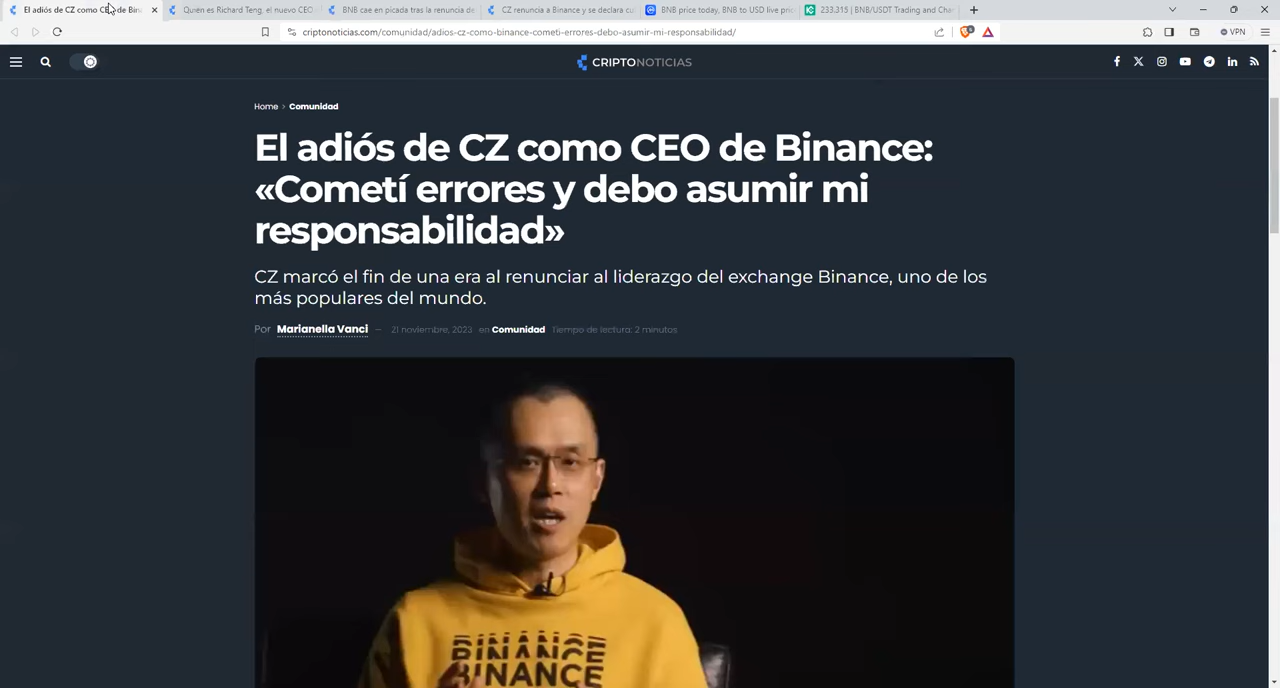 El adiós de CZ como CEO de Bin
Quién es Richard Teng, el nuevo CEO
BNB cae en picada tras la renuncia de
CZ renuncia a Binance y se declara cu
BNB price today, BNB to USD live pric
233.315 | BNB/USDT Trading and Char
criptonoticias.com/comunidad/adios-cz-como-binance-cometi-errores-debo-asumir-mi-responsabilidad/
VPN
CRIPTONOTICIAS
Home > Comunidad
El adiós de CZ como CEO de Binance:
«Cometí errores y debo asumir mi
responsabilidad»
CZ marcó el fin de una era al renunciar al liderazgo del exchange Binance, uno de los
más populares del mundo.
Por Marianella Vanci — 21 noviembre, 2023 en Comunidad Tiempo de lectura: 2 minutos
BINANCE
BINANCE